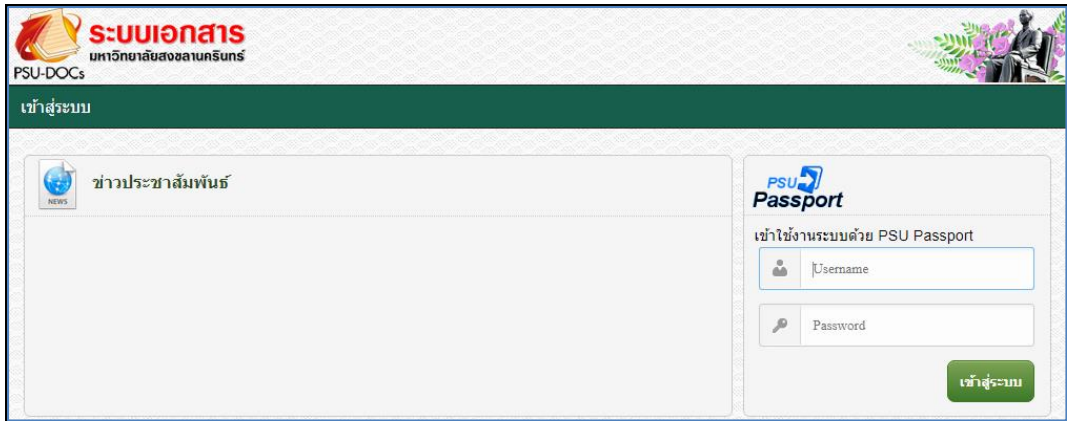 ระบบเอกสาร
มหาวิทยาลัยสงขลานครินทร์
PSU-DOCs
เข้าสู่ระบบ
NEWS
ข่าวประชาสัมพันธ์
PSU
Passport
เข้าใช้งานระบบด้วย PSU Passport
Username
Password
เข้าสู่ระบบ